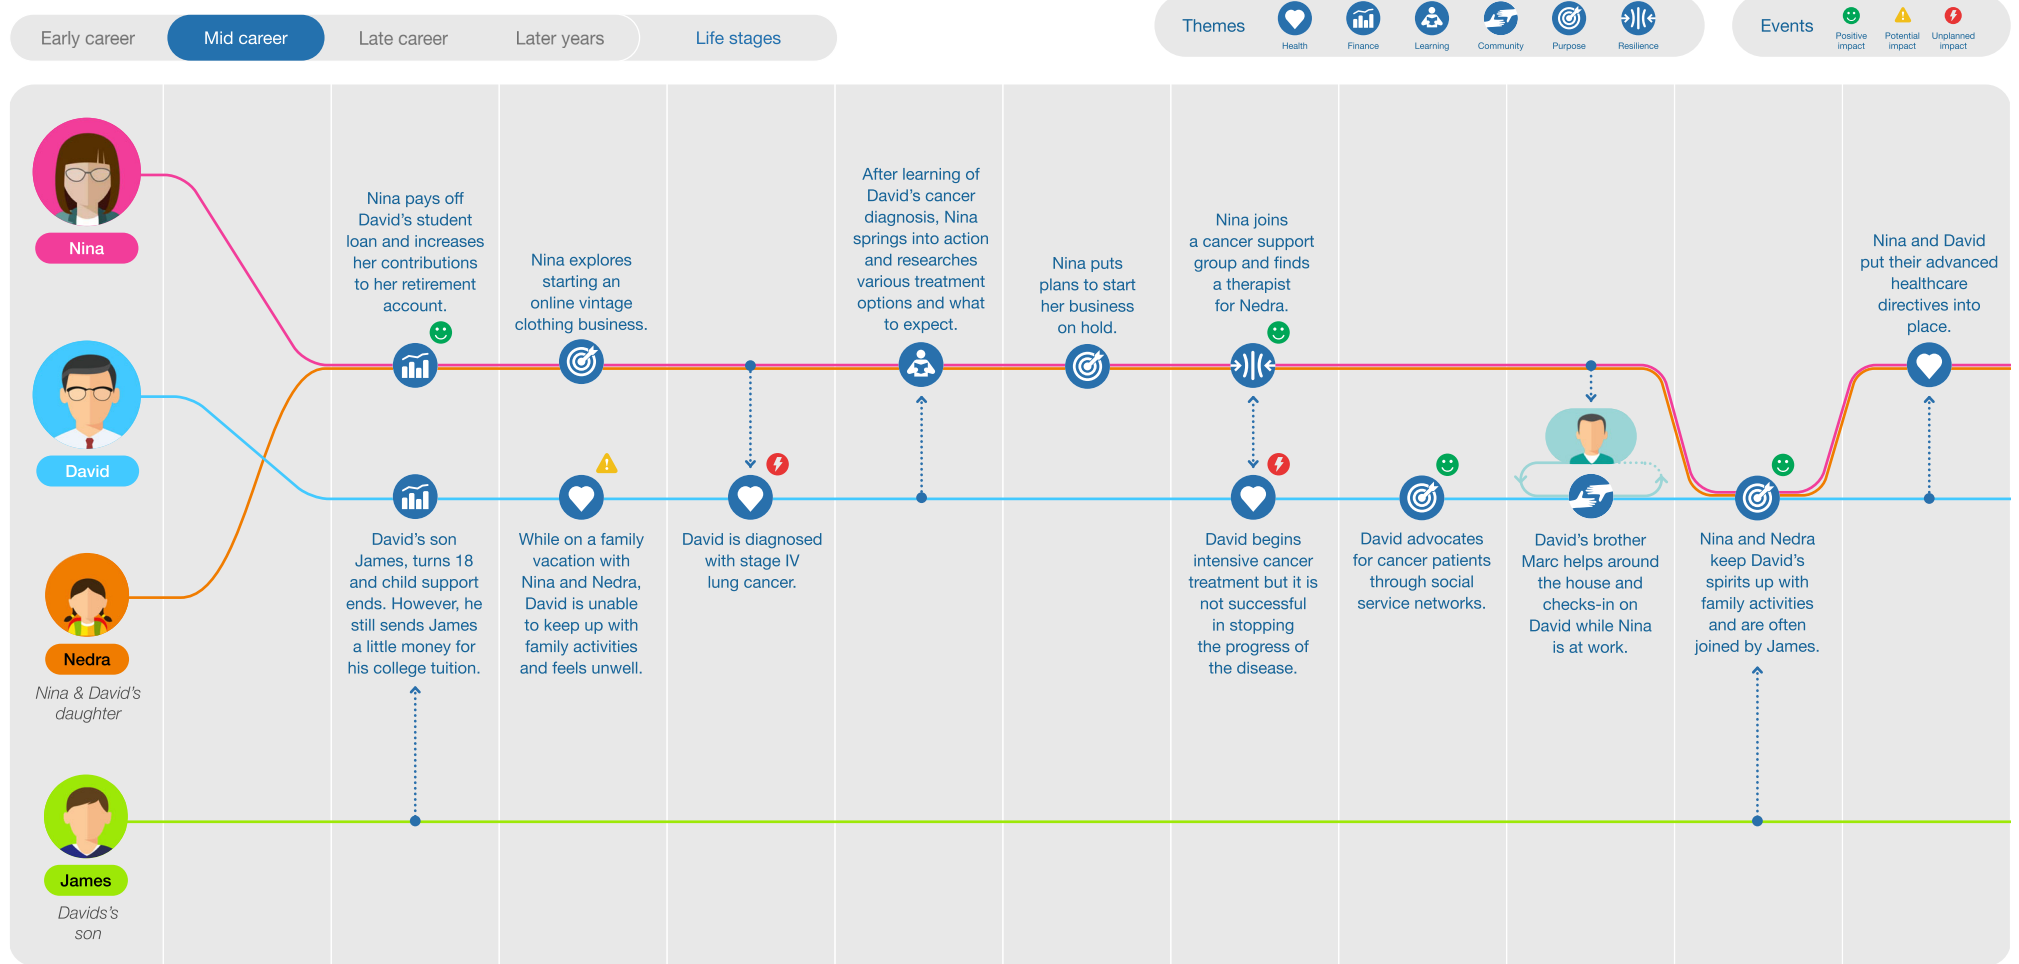 Early career
Mid career
Late career
Later years
Life stages
Themes
Health
Finance
Learning
Community
Purpose
Resilience
Events
Positive
impact
Potential
impact
Unplanned
impact
Nina
David
Nedra
Nina & David’s
daughter
James
Davids’s
son
Nina pays off
David’s student
loan and increases
her contributions
to her retirement
account.
Nina explores
starting an
online vintage
clothing business.
After learning of
David’s cancer
diagnosis, Nina
springs into action
and researches
various treatment
options and what
to expect.
Nina puts
plans to start
her business
on hold.
Nina joins
a cancer support
group and finds
a therapist
for Nedra.
Nina and David
put their advanced
healthcare
directives into
place.
David’s son
James, turns 18
and child support
ends. However, he
still sends James
a little money for
his college tuition.
While on a family
vacation with
Nina and Nedra,
David is unable
to keep up with
family activities
and feels unwell.
David is diagnosed
with stage IV
lung cancer.
David begins
intensive cancer
treatment but it is
not successful
in stopping
the progress of
the disease.
David advocates
for cancer patients
through social
service networks.
David’s brother
Marc helps around
the house and
checks-in on
David while Nina
is at work.
Nina and Nedra
keep David’s
spirits up with
family activities
and are often
joined by James.